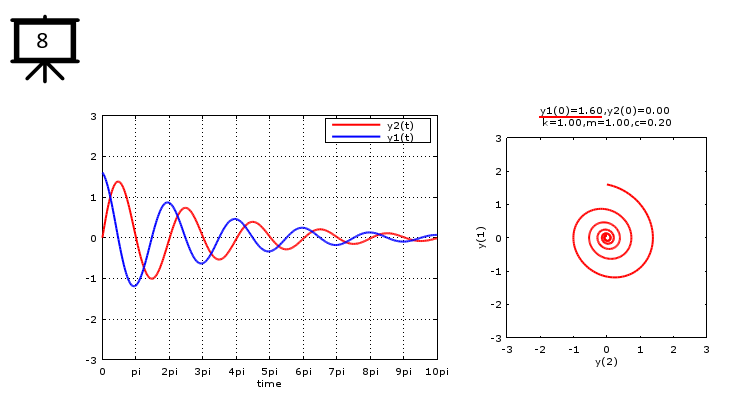 8
y2(t)
y1(t)
3
2
1
0
-1
-2
-3
0 pi 2pi 3pi 4pi 5pi 6pi 7pi 8pi 9pi 10pi
time
y1(0)=1.60,y2(0)=0.00
k=1.00,m=1.00,c=0.20
3
2
1
0
-1
-2
-3
y(1)
-3 -2 -1 0 1 2 3
y(2)